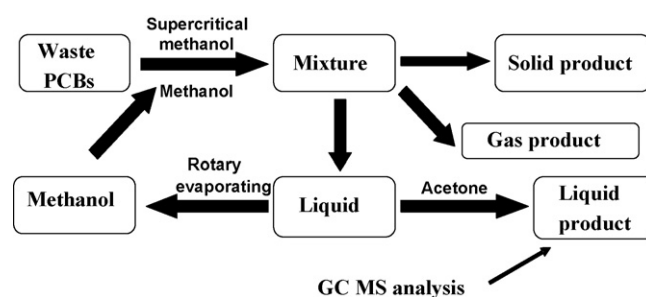 Supercritical
methanol
Waste
PCBs
Mixture
Solid product
Methanol
Gas product
Rotary
evaporating
Methanol
Liquid
Acetone
Liquid
product
GC MS analysis